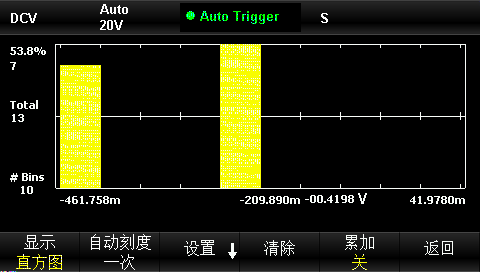 DCV
Auto
20V
Auto Trigger
S
53.8%
7
Total
13
# Bins
10
-461.758m
-209.890m
-00.4198 V
41.9780m
显示
直方图
自动刻度
一次
设置
清除
累加
关
返回